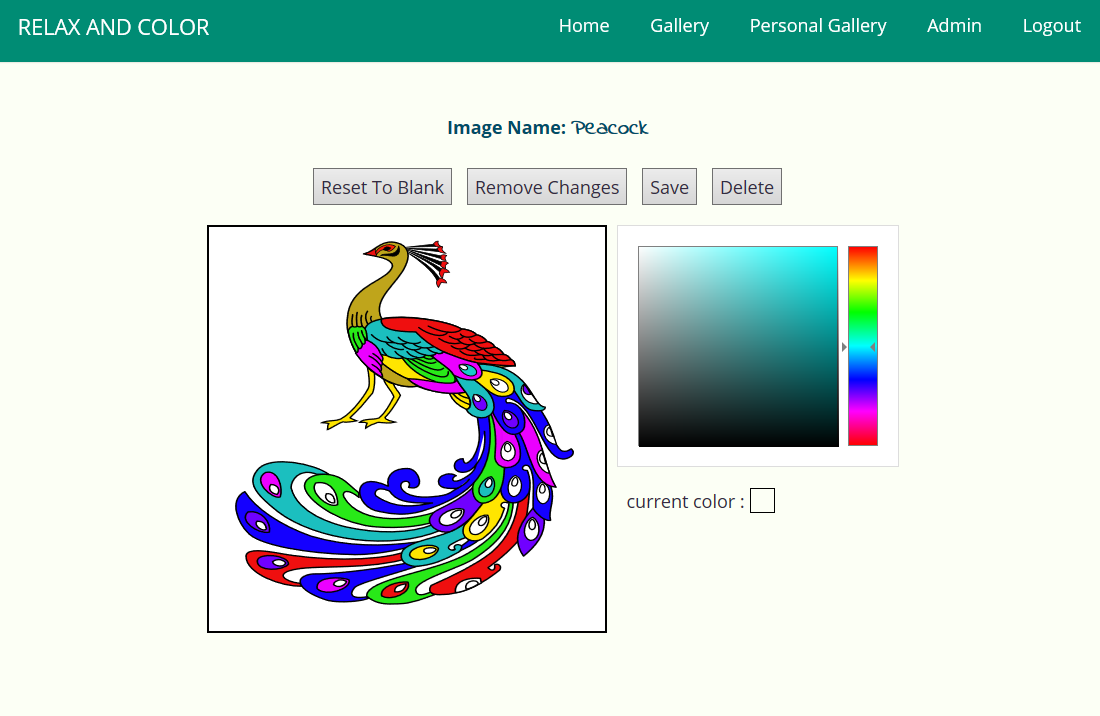 RELAX AND COLOR
Home Gallery Personal Gallery Admin Logout
Image Name: Peacock
Reset To Blank Remove Changes Save Delete
current color :